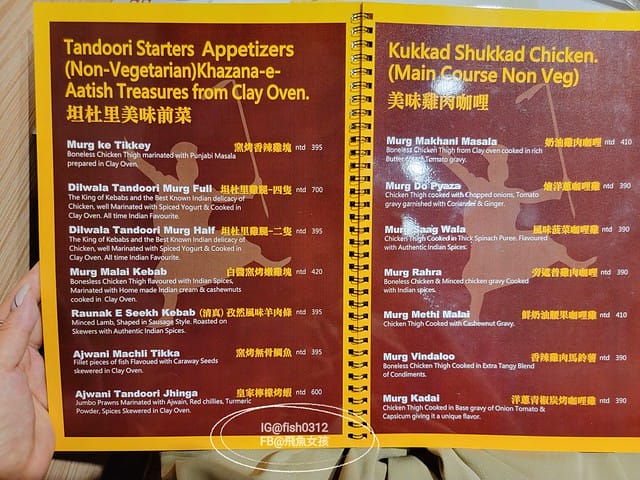 Tandoori Starters Appetizers
(Non-Vegetarian)Khazana-e-
Aatish Treasures from Clay Oven.
坦杜里美味前菜
Murg ke Tikkey 窯烤香辣雞塊 ntd 395
Boneless Chicken Thigh marinated with Punjabi Masala
prepared in Clay Oven.
Dilwala Tandoori Murg Full 坦杜里雞腿-四隻 ntd 700
The King of Kebabs and the Best Known Indian delicacy of
Chicken, well Marinated with Spiced Yogurt & Cooked in
Clay Oven. All time Indian Favourite.
Dilwala Tandoori Murg Half 坦杜里雞腿-二隻 ntd 395
The King of Kebabs and the Best Known Indian delicacy of
Chicken, well Marinated with Spiced Yogurt & Cooked in
Clay Oven. All time Indian Favourite.
Murg Malai Kebab 白醬窯烤嫩雞塊 ntd 420
Bonesless Chicken Thigh flavoured with Indian Spices,
Marinated with Home made Indian cream & cashewnuts
cooked in Clay Oven.
Raunak E Seekh Kebab (清真) 孜然風味羊肉條 ntd 395
Minced Lamb, Shaped in Sausage Style. Roasted on
Skewers with Authentic Indian Spices.
Ajwani Machli Tikka 窯烤無骨鯛魚 ntd 395
Fillet pieces of fish Flavoured with Caraway Seeds
skewered in Clay Oven.
Ajwani Tandoori Jhinga 皇家檸檬烤蝦 ntd 600
Jumbo Prawns Marinated with Ajwain, Red chillies, Turmeric
Powder, Spices Skewered in Clay Oven.
Kukkad Shukkad Chicken.
(Main Course Non Veg)
美味雞肉咖哩
Murg Makhani Masala 奶油雞肉咖哩 ntd 410
Boneless Chicken Thigh from Clay oven cooked in rich
Butter Tomato gravy.
Murg Do Pyaza 燴洋蔥咖哩雞 ntd 390
Chicken Thigh cooked with Chopped onions, Tomato
gravy garnished with Coriander & Ginger.
Murg Saag Wala 風味菠菜咖哩雞 ntd 390
Chicken Thigh Cooked in Thick Spinach Puree. Flavoured
with Authentic Indian Spices.
Murg Rahra 旁遮普雞肉咖哩 ntd 390
Boneless Chicken & Minced chicken gravy Cooked
with Indian spices.
Murg Methi Malai 鮮奶油腰果咖哩雞 ntd 410
Chicken Thigh Cooked with Cashewnut Gravy.
Murg Vindaloo 香辣雞肉馬鈴薯 ntd 390
Boneless Chicken Thigh Cooked in Extra Tangy Blend
of Condiments.
Murg Kadai 洋蔥青椒炭烤咖哩雞 ntd 390
Chicken Thigh Cooked in Base gravy of Onion Tomato &
Capsicum giving it a unique flavor.
IG@fish0312
FB@飛魚女孩